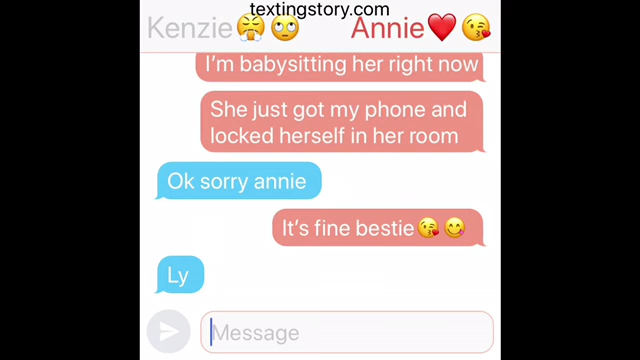 textingstory.com
Kenzie😤🙄 Annie❤️😘
I'm babysitting her right now
She just got my phone and
locked herself in her room
Ok sorry annie
It's fine bestie😘😋
Ly
Message